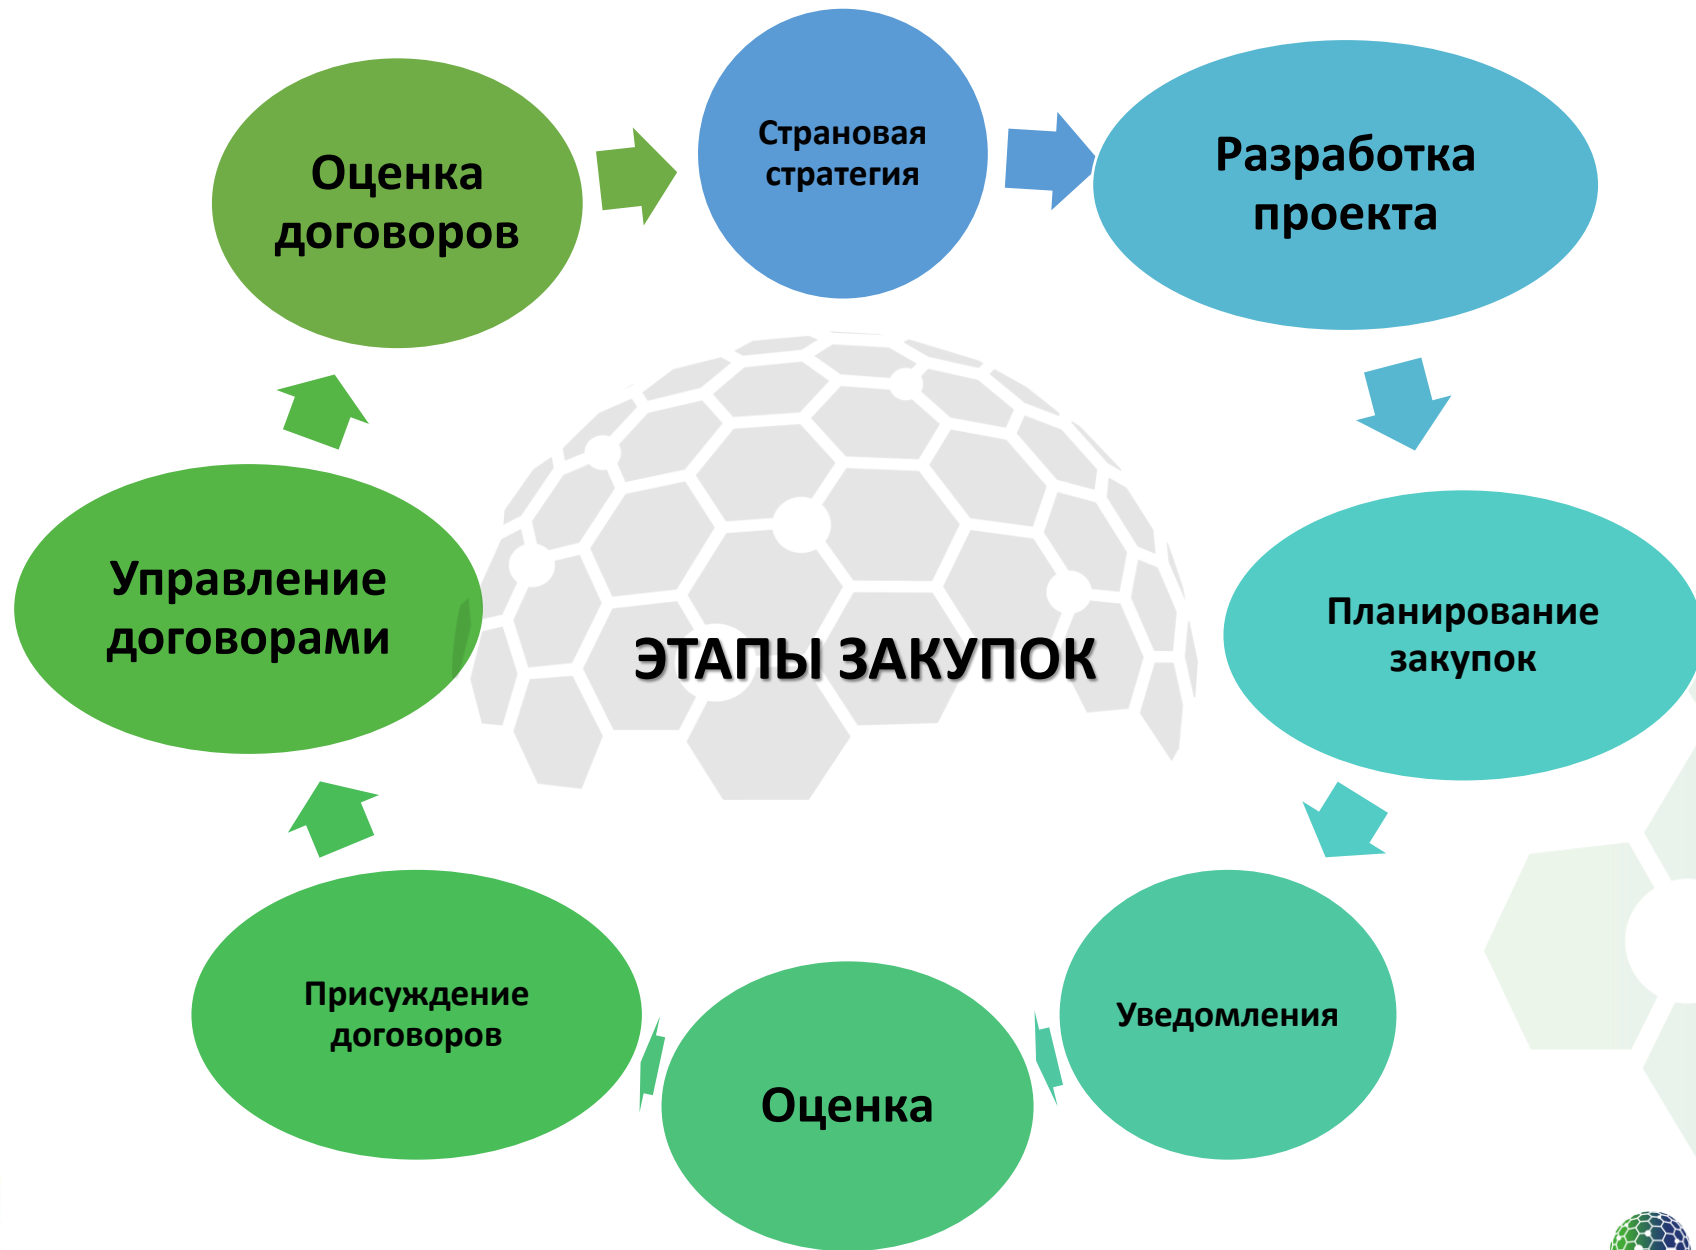 Страновая
стратегия
Разработка
проекта
Планирование
закупок
Уведомления
Оценка
Присуждение
договоров
Управление
договорами
Оценка
договоров
ЭТАПЫ ЗАКУПОК